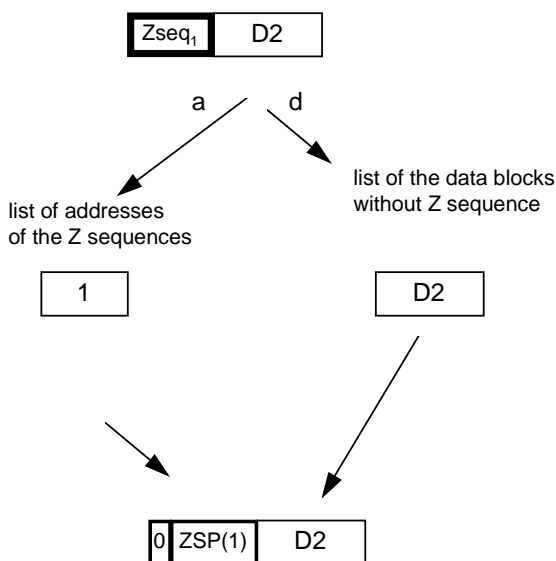 Zseq₁ D2
a d
list of the data blocks
without Z sequence
list of addresses
of the Z sequences
1 D2
0 ZSP(1) D2